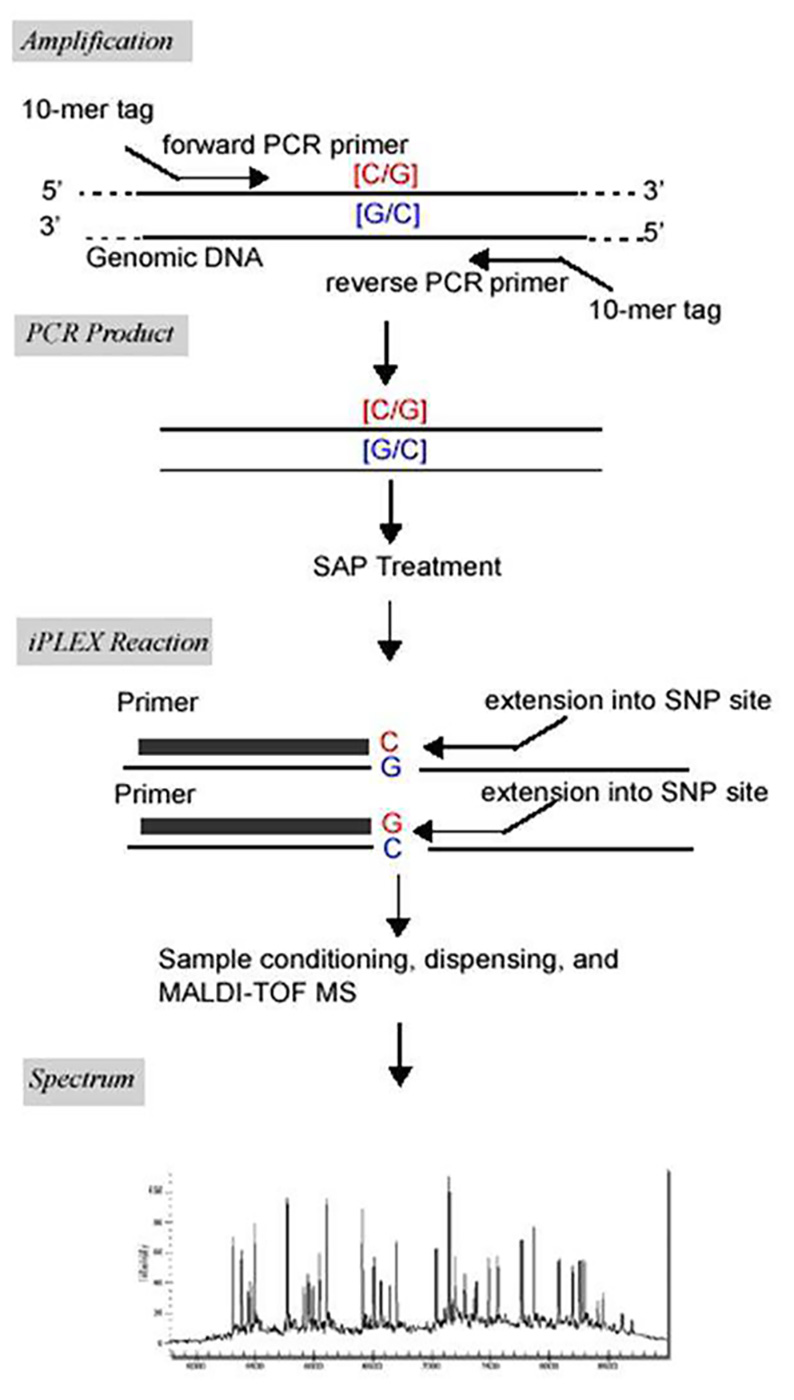 Amplification
10-mer tag
forward PCR primer
[C/G]
5’
3’
[G/C]
3’
5’
Genomic DNA
reverse PCR primer
10-mer tag
PCR Product
[C/G]
[G/C]
SAP Treatment
iPLEX Reaction
Primer
extension into SNP site
C
G
Primer
extension into SNP site
G
C
Sample conditioning, dispensing, and
MALDI-TOF MS
Spectrum